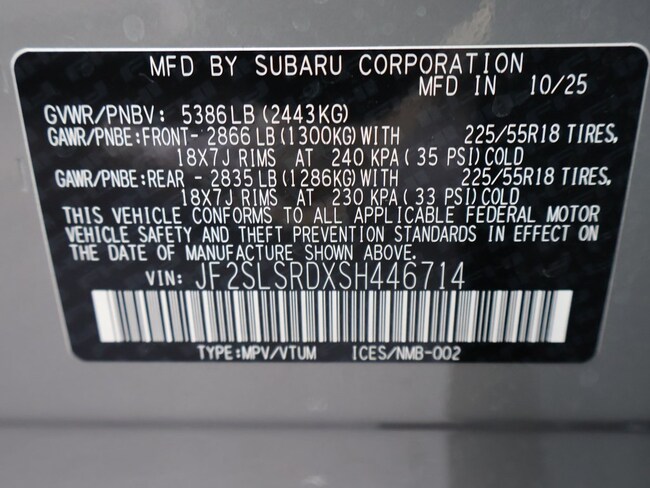 MFD BY SUBARU CORPORATION
MFD IN 10/25
GVWR/PNBV: 5386LB (2443KG)
GAWR/PNBE:FRONT- 2866 LB (1300KG) WITH 225/55R18 TIRES,
18X7J RIMS AT 240 KPA ( 35 PSI) COLD
GAWR/PNBE:REAR - 2835 LB (1286KG) WITH 225/55R18 TIRES,
18X7J RIMS AT 230 KPA ( 33 PSI) COLD
THIS VEHICLE CONFORMS TO ALL APPLICABLE FEDERAL MOTOR
VEHICLE SAFETY AND THEFT PREVENTION STANDARDS IN EFFECT ON
THE DATE OF MANUFACTURE SHOWN ABOVE.
VIN: JF2SLSRDXSH446714
TYPE:MPV/VTUM ICES/NMB-002